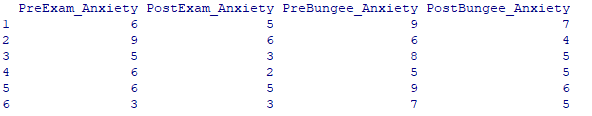 PreExam_Anxiety PostExam_Anxiety PreBungee_Anxiety PostBungee_Anxiety
1 6 5 9 7
2 9 6 6 4
3 5 3 8 5
4 6 2 5 5
5 6 5 9 6
6 3 3 7 5